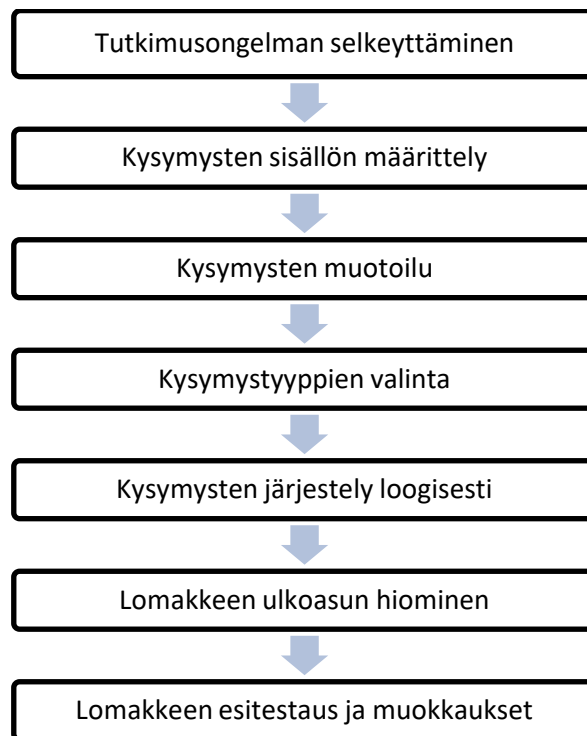 Tutkimusongelman selkeyttäminen
Kysymysten sisällön määrittely
Kysymysten muotoilu
Kysymystyyppien valinta
Kysymysten järjestely loogisesti
Lomakkeen ulkoasun hiominen
Lomakkeen esitestaus ja muokkaukset